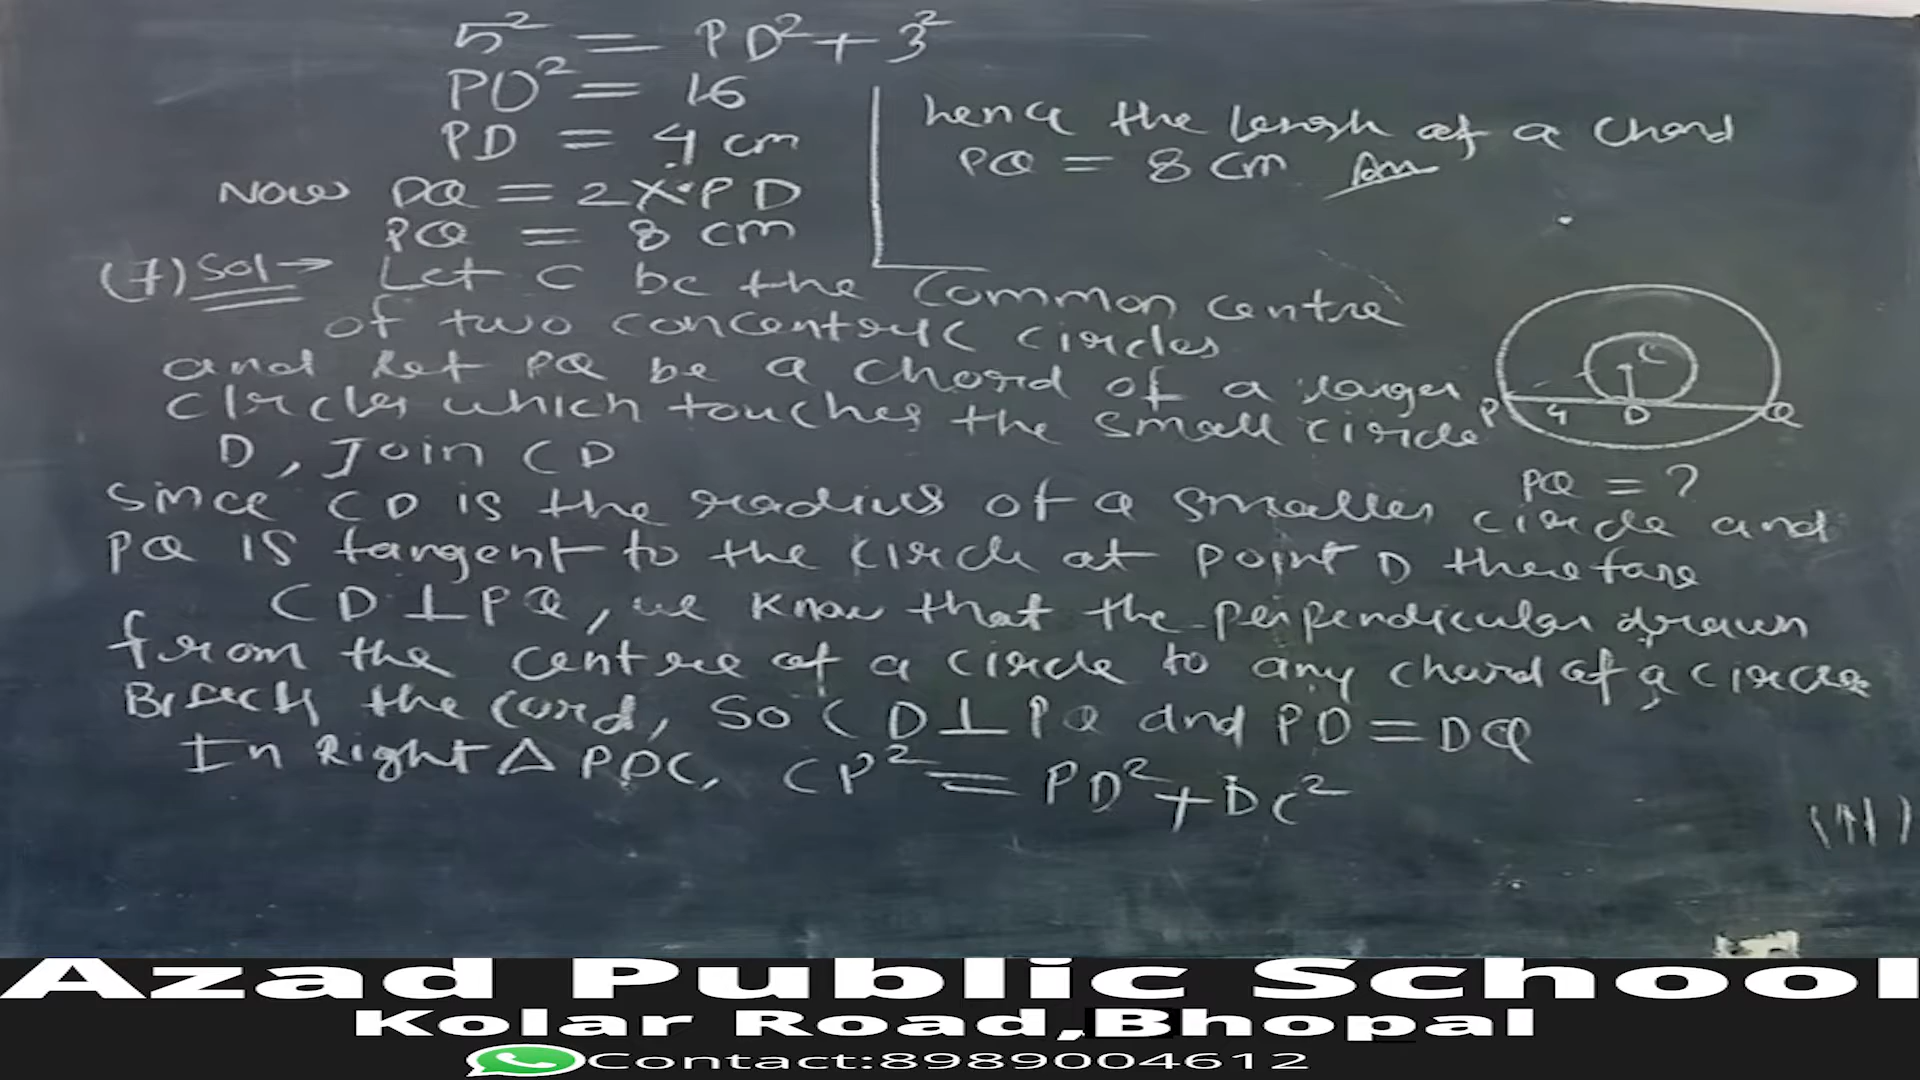 5² = PD² + 3²
PD² = 16
PD = 4 cm
Now PQ = 2 × PD
PQ = 8 cm
hence the length of a chord
PQ = 8 cm Ans
(7) Sol → Let C be the common centre
of two concentric circles
and let PQ be a chord of a larger
circles which touches the small circle
D, Join CD
C
P 4 D Q
PQ = ?
since CD is the radius of a smaller circle and
PQ is tangent to the circle at point D therefore
CD ⊥ PQ, we know that the perpendicular drawn
from the centre of a circle to any chord of a circle
Bisects the cord, So CD ⊥ PQ and PD = DQ
In Right △ PDC, CP² = PD² + DC²
Azad Public School
Kolar Road,Bhopal
Contact:8989004612